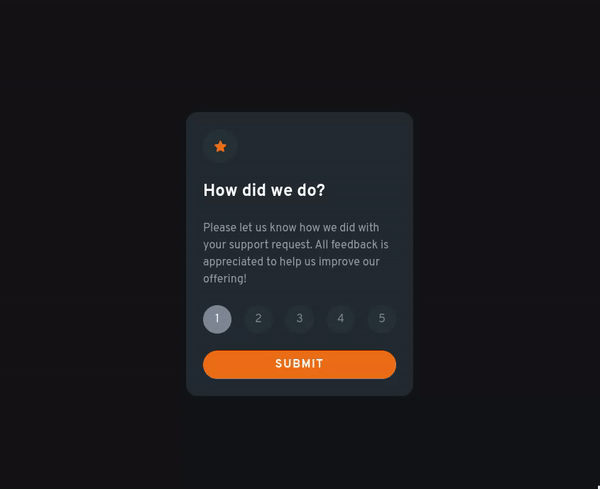 How did we do?
Please let us know how we did with
your support request. All feedback is
appreciated to help us improve our
offering!
1 2 3 4 5
SUBMIT